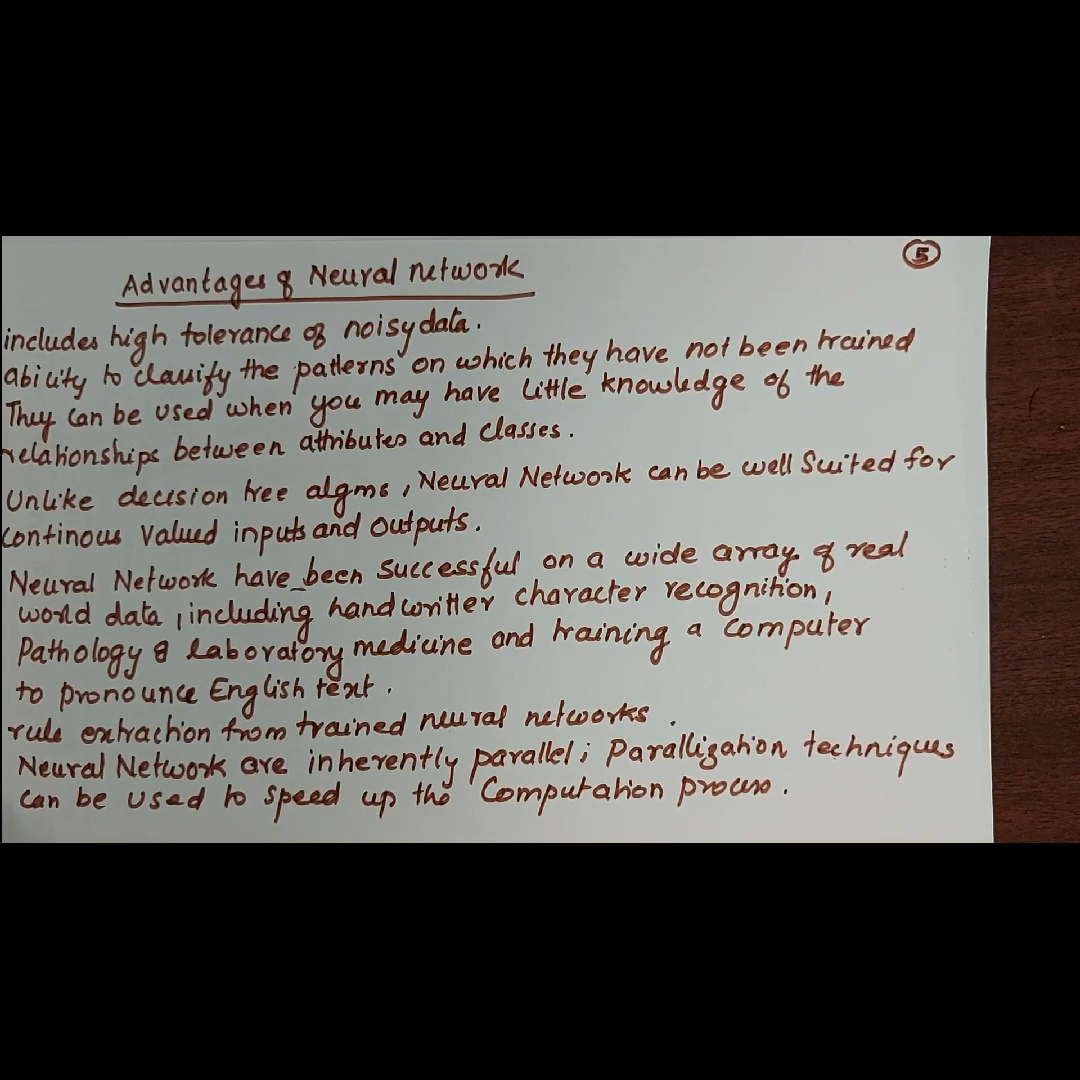 5
Advantages of Neural network
includes high tolerance of noisy data.
ability to classify the patterns on which they have not been trained
They can be used when you may have little knowledge of the
relationships between attributes and classes.
Unlike decision tree algms, Neural Network can be well suited for
continous valued inputs and outputs.
Neural Network have been successful on a wide array of real
world data, including handwritter character recognition,
Pathology & laboratory medicine and training a computer
to pronounce English text.
rule extraction from trained neural networks.
Neural Network are inherently parallel; Parallization techniques
can be used to speed up the computation process.